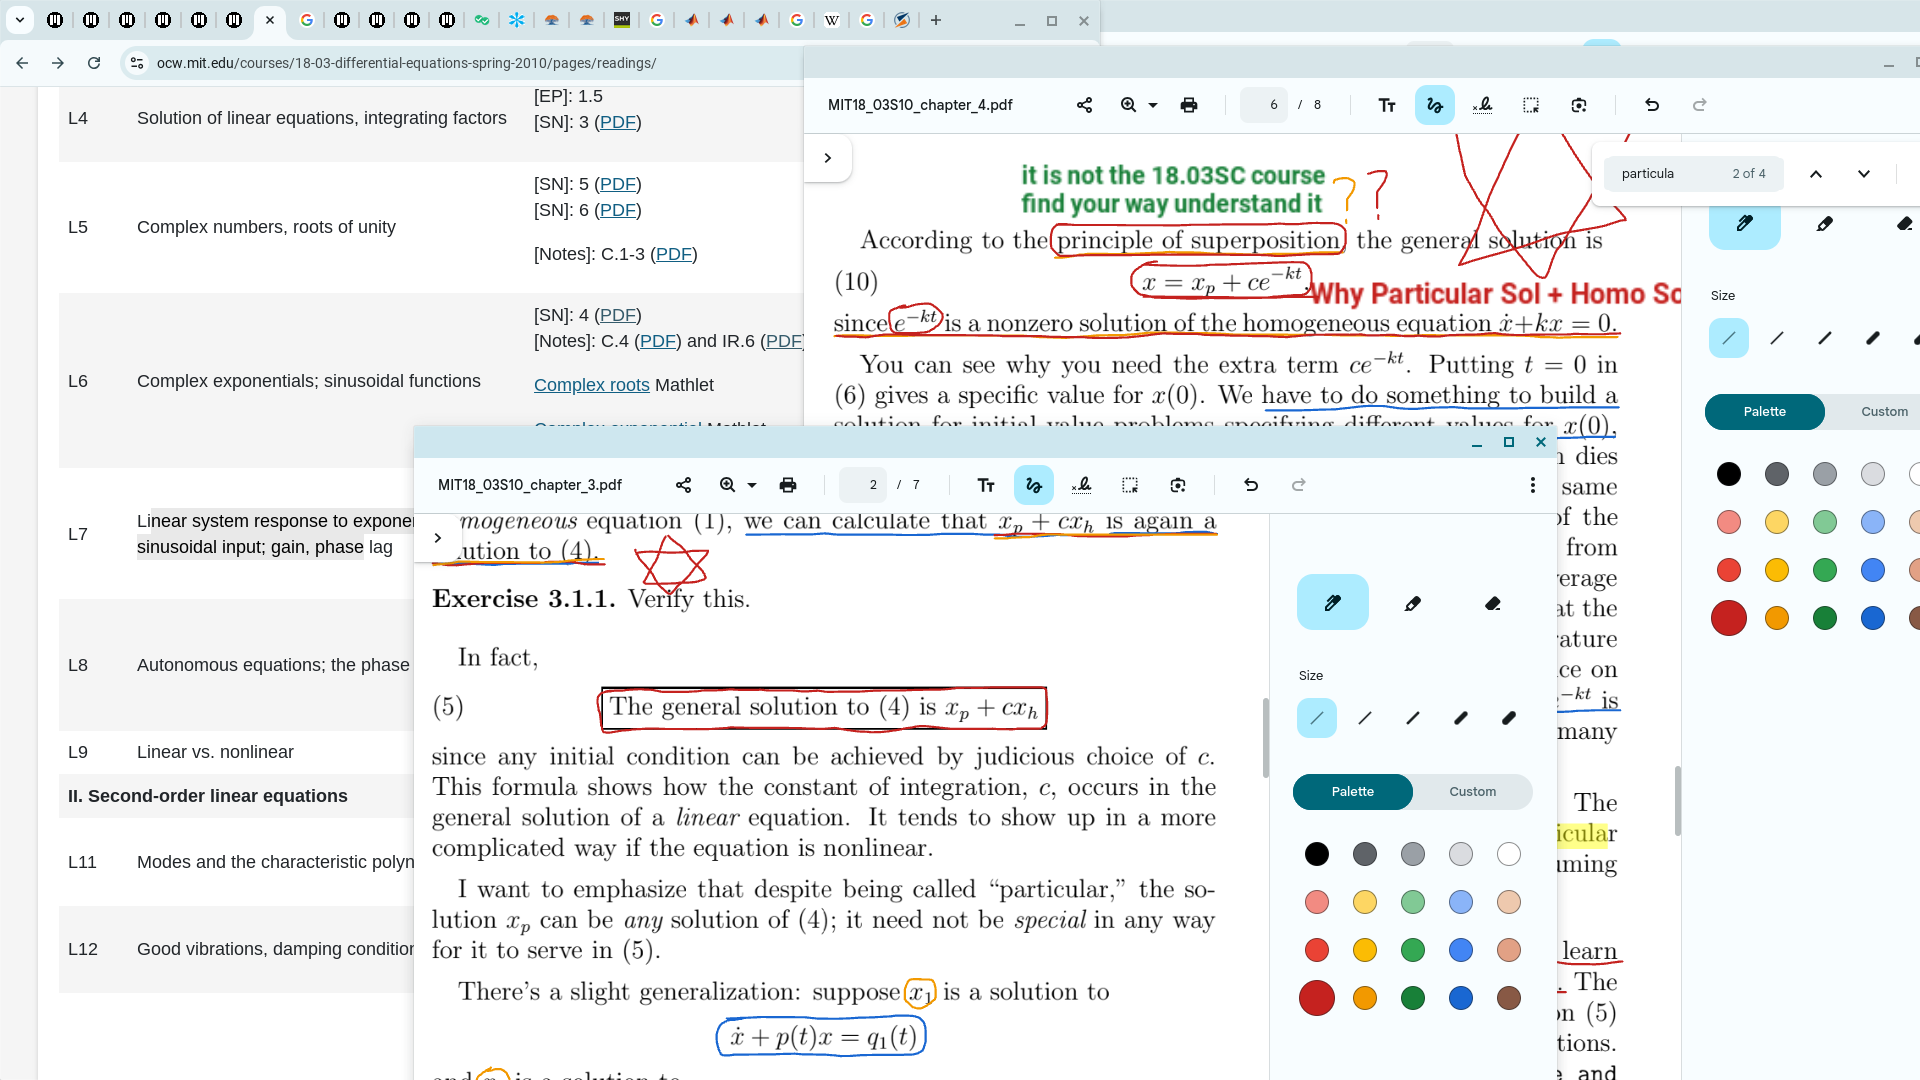 SHY
W
ocw.mit.edu/courses/18-03-differential-equations-spring-2010/pages/readings/
[EP]: 1.5
L4 Solution of linear equations, integrating factors
[SN]: 3 (PDF)
[SN]: 5 (PDF)
[SN]: 6 (PDF)
L5 Complex numbers, roots of unity
[Notes]: C.1-3 (PDF)
[SN]: 4 (PDF)
[Notes]: C.4 (PDF) and IR.6 (PDF)
L6 Complex exponentials; sinusoidal functions
Complex roots Mathlet
L7 Linear system response to exponen
sinusoidal input; gain, phase lag
L8 Autonomous equations; the phase
L9 Linear vs. nonlinear
II. Second-order linear equations
L11 Modes and the characteristic polyn
L12 Good vibrations, damping condition
MIT18_03S10_chapter_4.pdf
6 / 8
particula 2 of 4
it is not the 18.03SC course
find your way understand it ? ?
According to the principle of superposition, the general solution is
(10) x = x_p + ce^{-kt},
Why Particular Sol + Homo So
since e^{-kt} is a nonzero solution of the homogeneous equation ẋ+kx = 0.
You can see why you need the extra term ce^{-kt}. Putting t = 0 in
(6) gives a specific value for x(0). We have to do something to build a
solution for initial value problems specifying different values for x(0),
dies
same
of the
from
verage
at the
rature
ce on
e^{-kt} is
many
The
icular
uming
learn
. The
on (5)
tions.
and
Size
Palette Custom
MIT18_03S10_chapter_3.pdf
2 / 7
mogeneous equation (1), we can calculate that x_p + cx_h is again a
ution to (4).
Exercise 3.1.1. Verify this.
In fact,
(5) The general solution to (4) is x_p + cx_h
since any initial condition can be achieved by judicious choice of c.
This formula shows how the constant of integration, c, occurs in the
general solution of a linear equation. It tends to show up in a more
complicated way if the equation is nonlinear.
I want to emphasize that despite being called “particular,” the so-
lution x_p can be any solution of (4); it need not be special in any way
for it to serve in (5).
There’s a slight generalization: suppose x_1 is a solution to
ẋ + p(t)x = q_1(t)
and is a solution to
Size
Palette Custom